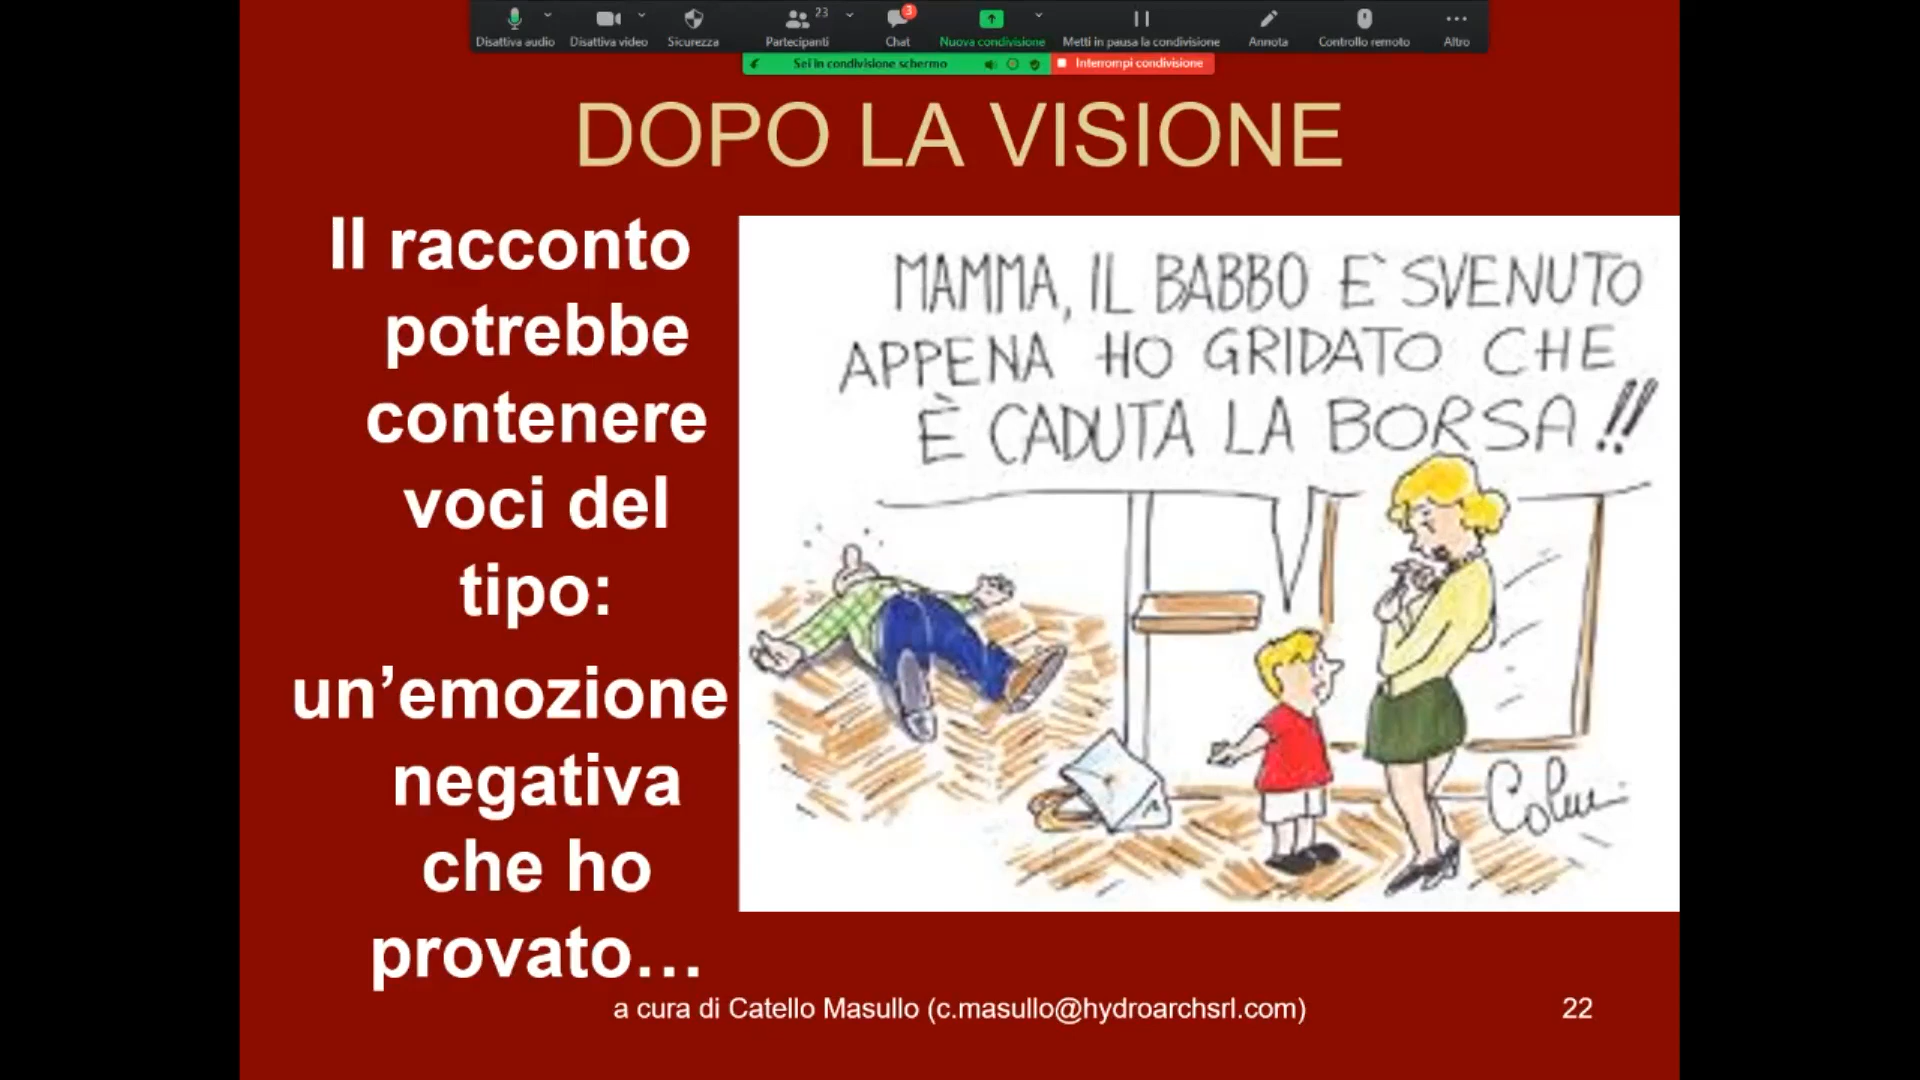 23
3
Disattiva audio
Disattiva video
Sicurezza
Partecipanti
Chat
Nuova condivisione
Metti in pausa la condivisione
Annota
Controllo remoto
Altro
Sei in condivisione schermo
Interrompi condivisione
DOPO LA VISIONE
Il racconto
potrebbe
contenere
voci del
tipo:
un’emozione
negativa
che ho
provato…
MAMMA, IL BABBO E` SVENUTO
APPENA HO GRIDATO CHE
È CADUTA LA BORSA!!
a cura di Catello Masullo (c.masullo@hydroarchsrl.com)
22